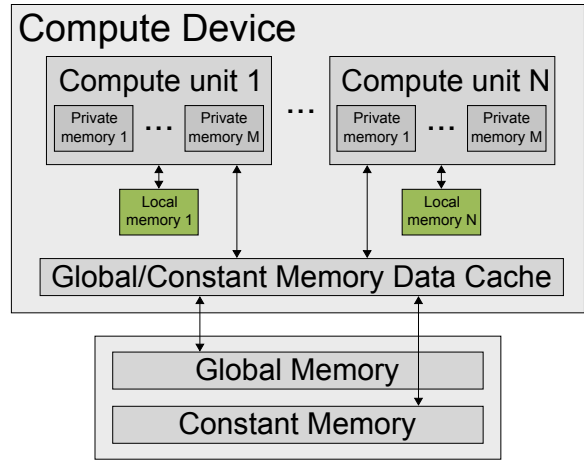 Compute Device
Compute unit 1
Private
memory 1
...
Private
memory M
...
Compute unit N
Private
memory 1
...
Private
memory M
Local
memory 1
Local
memory N
Global/Constant Memory Data Cache
Global Memory
Constant Memory